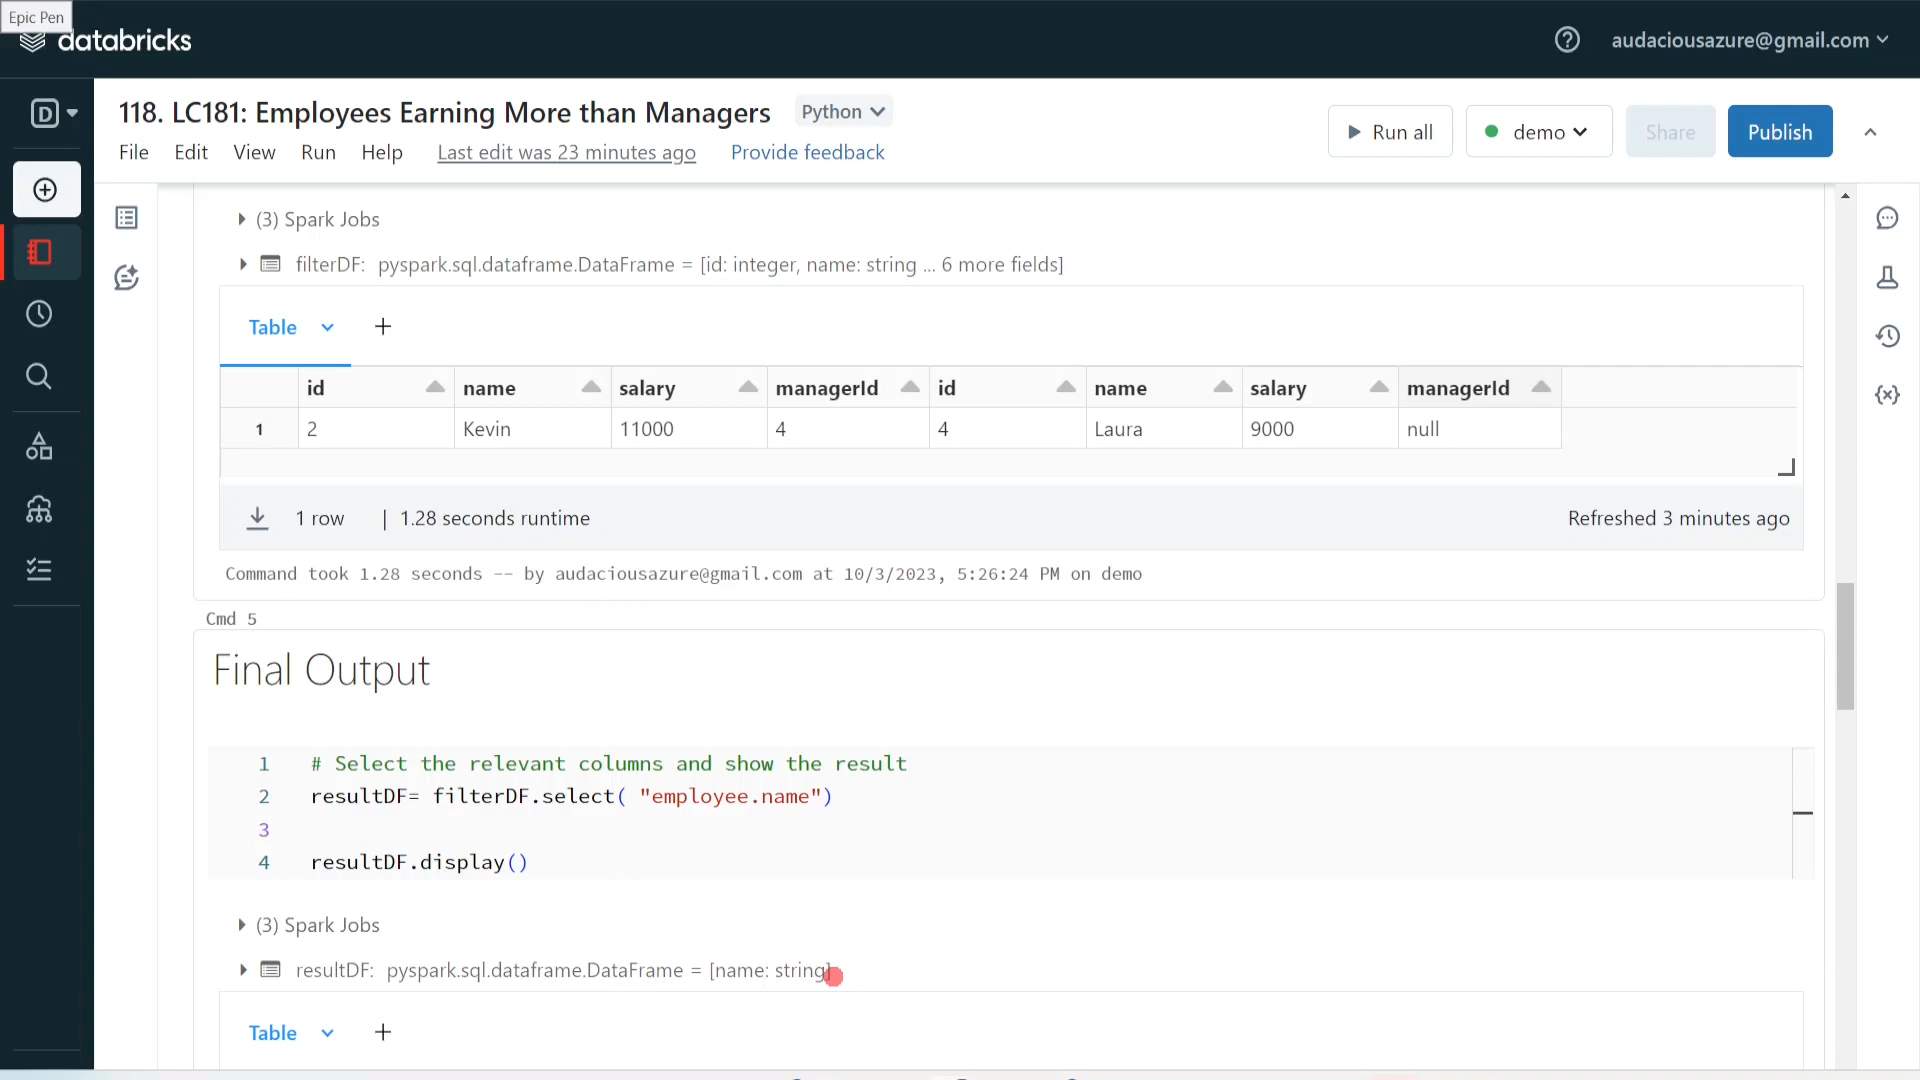 Epic Pen
databricks
audaciousazure@gmail.com
D
118. LC181: Employees Earning More than Managers
Python
File Edit View Run Help Last edit was 23 minutes ago Provide feedback
Run all
demo
Share
Publish
(3) Spark Jobs
filterDF: pyspark.sql.dataframe.DataFrame = [id: integer, name: string ... 6 more fields]
Table +
id name salary managerId id name salary managerId
1 2 Kevin 11000 4 4 Laura 9000 null
1 row | 1.28 seconds runtime
Refreshed 3 minutes ago
Command took 1.28 seconds -- by audaciousazure@gmail.com at 10/3/2023, 5:26:24 PM on demo
Cmd 5
Final Output
1 # Select the relevant columns and show the result
2 resultDF= filterDF.select( "employee.name")
3
4 resultDF.display()
(3) Spark Jobs
resultDF: pyspark.sql.dataframe.DataFrame = [name: string]
Table +